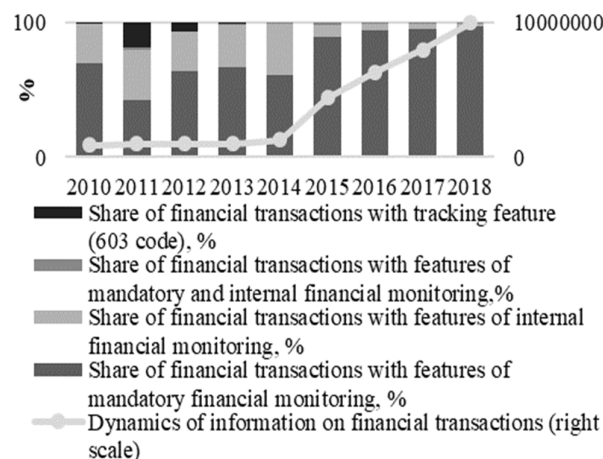 100
10000000
%
0
0
2010 2011 2012 2013 2014 2015 2016 2017 2018
Share of financial transactions with tracking feature
(603 code), %
Share of financial transactions with features of
mandatory and internal financial monitoring,%
Share of financial transactions with features of internal
financial monitoring, %
Share of financial transactions with features of
mandatory financial monitoring, %
Dynamics of information on financial transactions (right
scale)